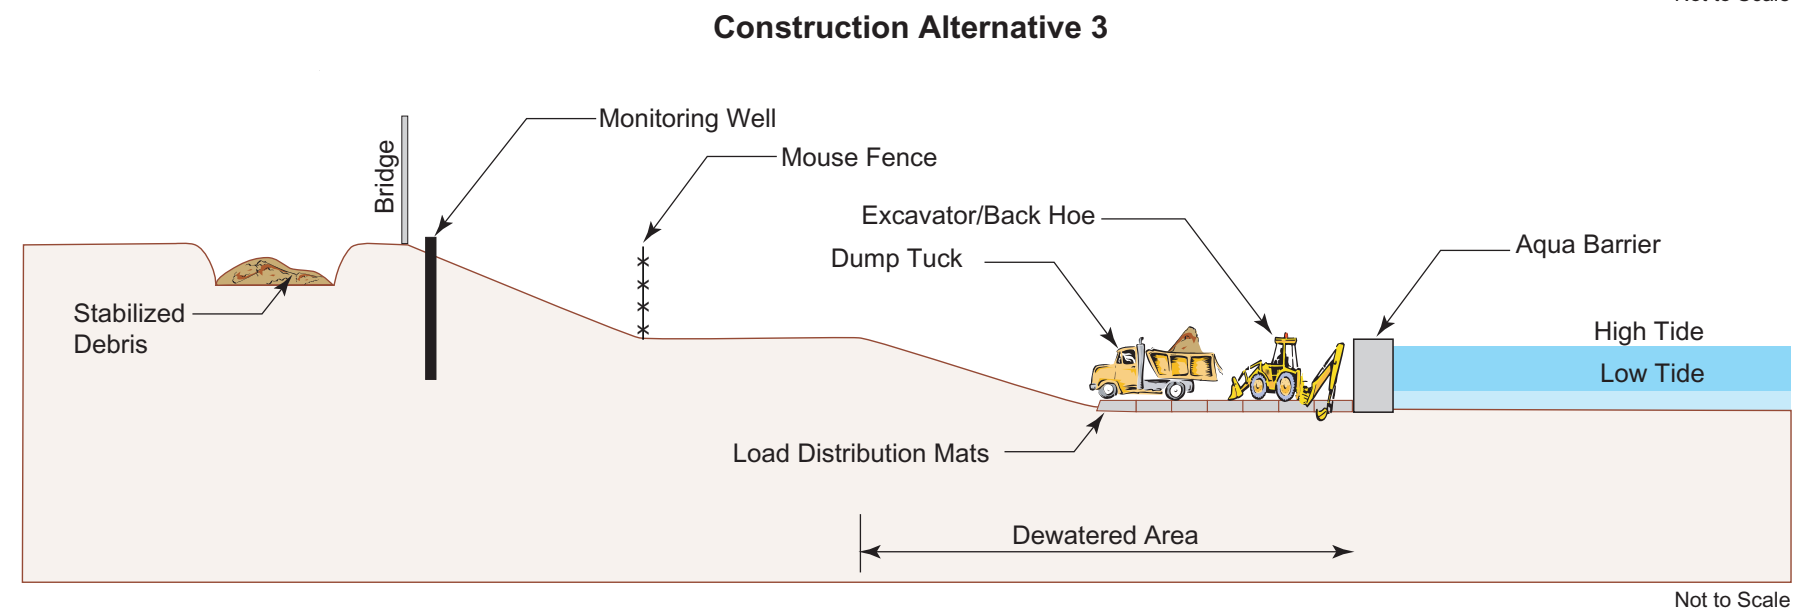 Construction Alternative 3
Monitoring Well
Mouse Fence
Bridge
Excavator/Back Hoe
Dump Tuck
Aqua Barrier
Stabilized
Debris
High Tide
Low Tide
Load Distribution Mats
Dewatered Area
Not to Scale